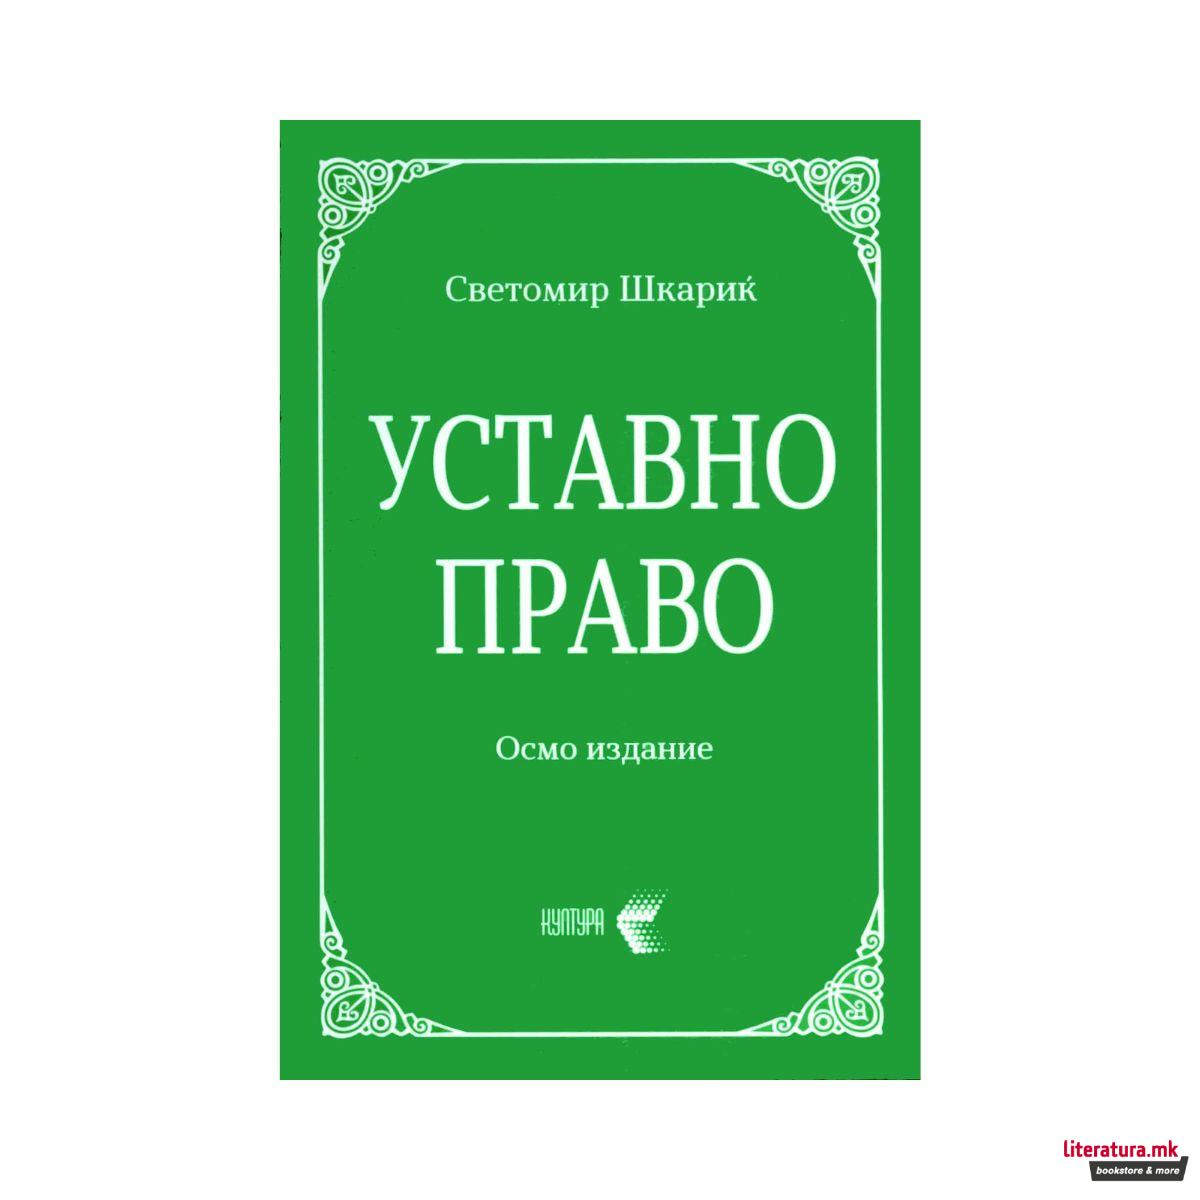 Светомир Шкариќ
УСТАВНО
ПРАВО
Осмо издание
КУЛТУРА
literatura.mk
bookstore & more